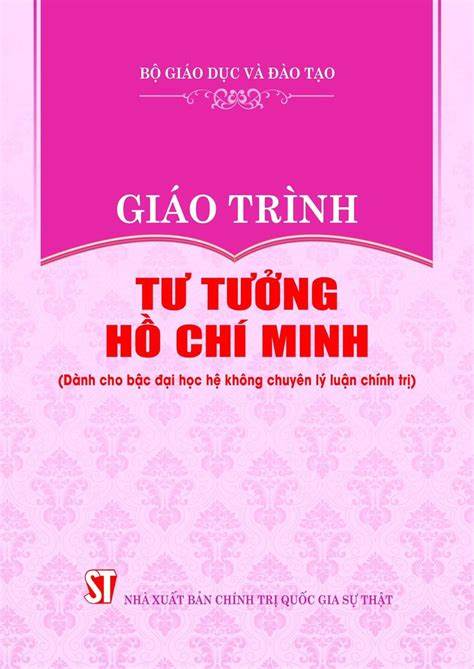 BỘ GIÁO DỤC VÀ ĐÀO TẠO
GIÁO TRÌNH
TƯ TƯỞNG
HỒ CHÍ MINH
(Dành cho bậc đại học hệ không chuyên lý luận chính trị)
ST
NHÀ XUẤT BẢN CHÍNH TRỊ QUỐC GIA SỰ THẬT